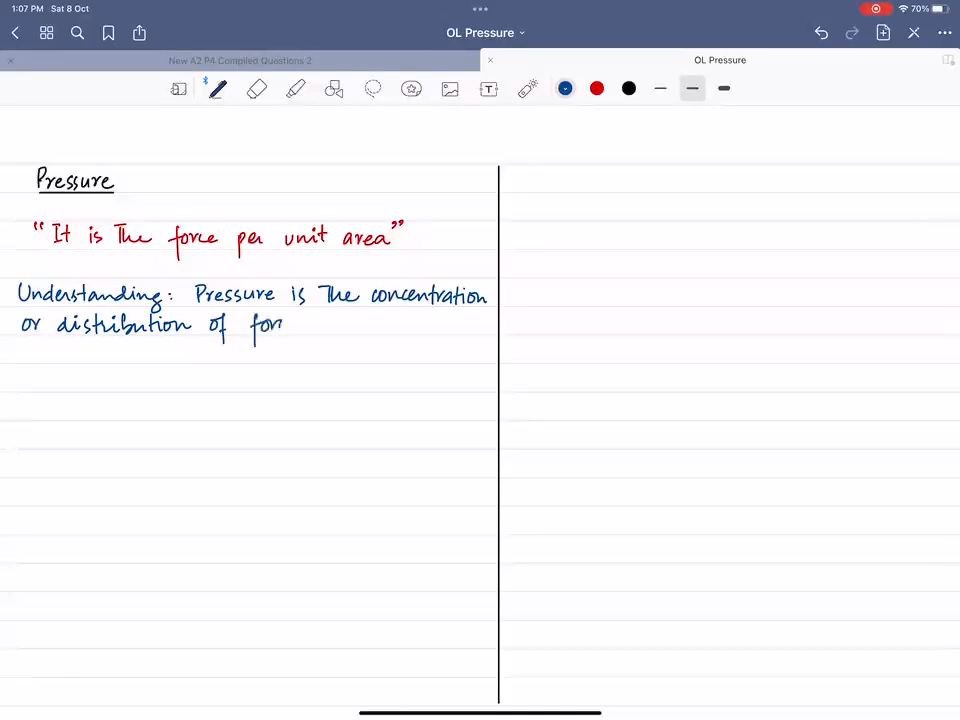 1:07 PM Sat 8 Oct
70%
OL Pressure
New A2 P4 Compiled Questions 2
OL Pressure
T
Pressure
"It is The force per unit area"
Understanding: Pressure is The concentration
or distribution of for